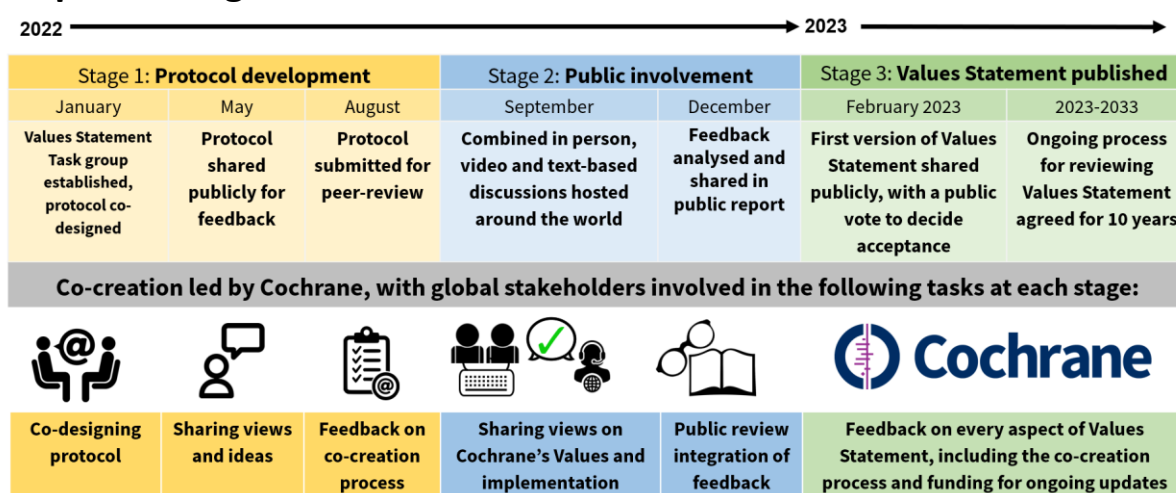 2022
2023
Stage 1: Protocol development
Stage 2: Public involvement
Stage 3: Values Statement published
January
May
August
September
December
February 2023
2023-2033
Values Statement
Task group
established,
protocol co-
designed
Protocol
shared
publicly for
feedback
Protocol
submitted for
peer-review
Combined in person,
video and text-based
discussions hosted
around the world
Feedback
analysed and
shared in
public report
First version of Values
Statement shared
publicly, with a public
vote to decide
acceptance
Ongoing process
for reviewing
Values Statement
agreed for 10 years
Co-creation led by Cochrane, with global stakeholders involved in the following tasks at each stage:
@
@
Cochrane
Co-designing
protocol
Sharing views
and ideas
Feedback on
co-creation
process
Sharing views on
Cochrane's Values and
implementation
Public review
integration of
feedback
Feedback on every aspect of Values
Statement, including the co-creation
process and funding for ongoing updates